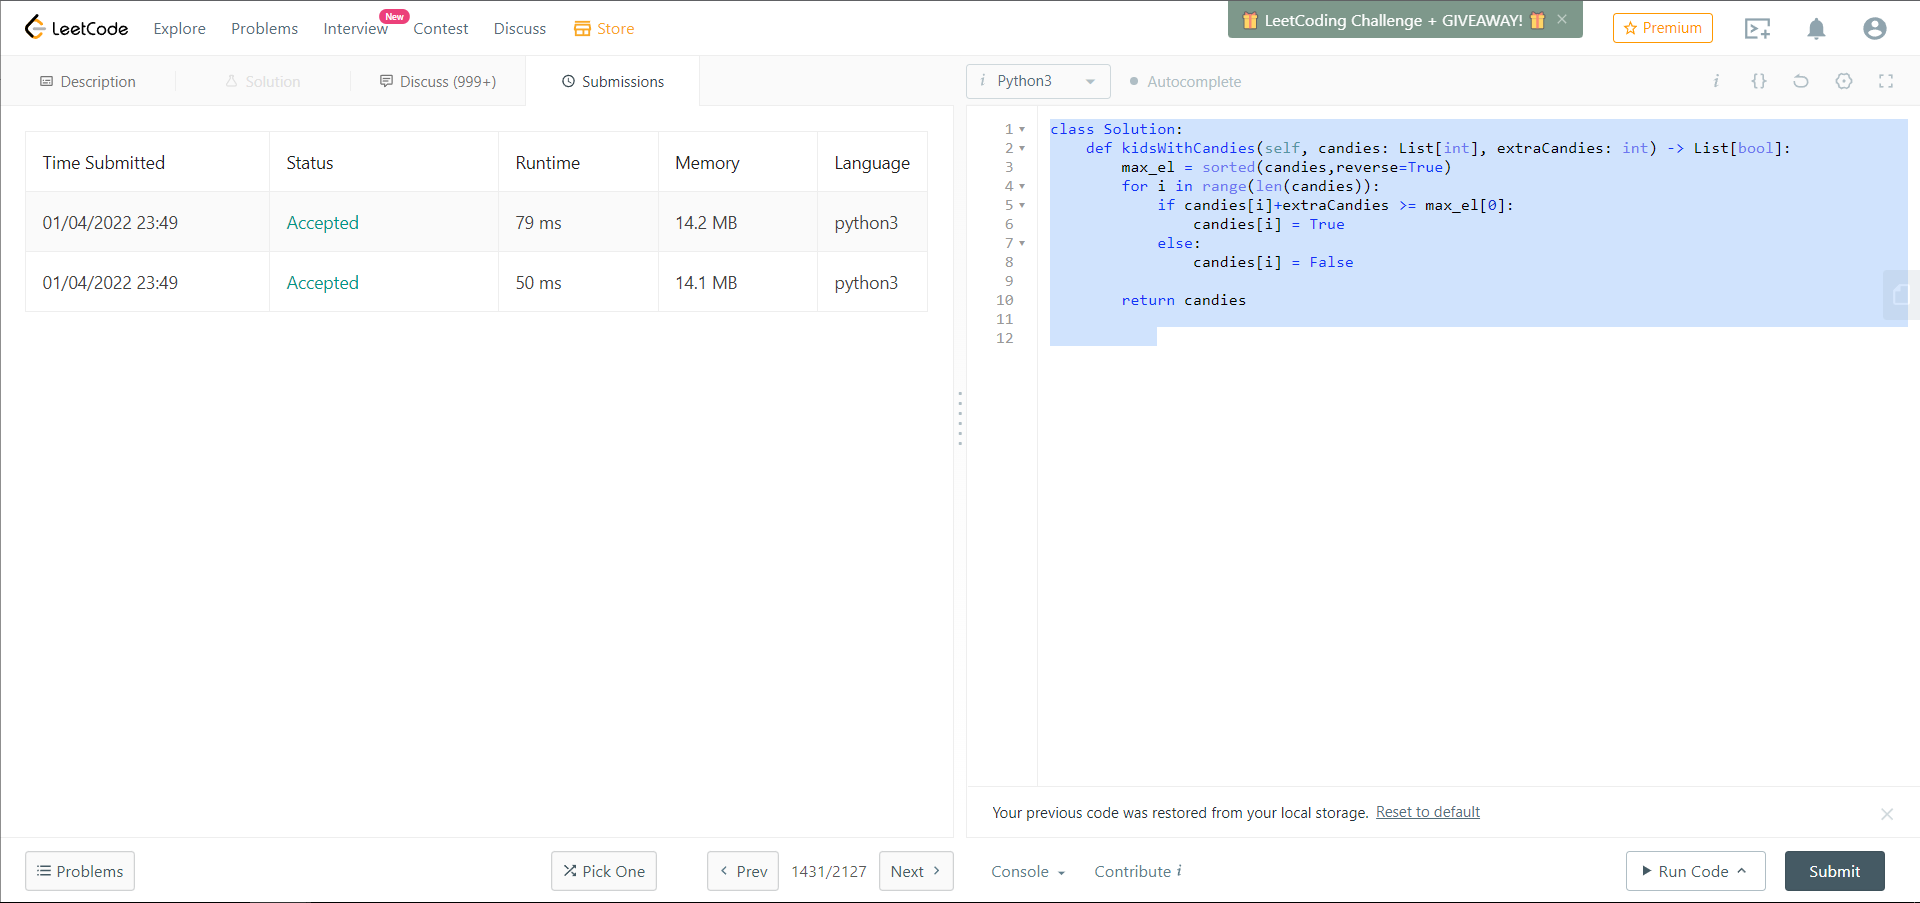 LeetCode Explore Problems Interview New Contest Discuss Store
LeetCoding Challenge + GIVEAWAY! ×
Premium
Description Solution Discuss (999+) Submissions
i Python3 Autocomplete i {}
Time Submitted Status Runtime Memory Language
01/04/2022 23:49 Accepted 79 ms 14.2 MB python3
01/04/2022 23:49 Accepted 50 ms 14.1 MB python3
1 class Solution:
2     def kidsWithCandies(self, candies: List[int], extraCandies: int) -> List[bool]:
3         max_el = sorted(candies,reverse=True)
4         for i in range(len(candies)):
5             if candies[i]+extraCandies >= max_el[0]:
6                 candies[i] = True
7             else:
8                 candies[i] = False
9
10         return candies
11
12
Your previous code was restored from your local storage. Reset to default
Problems Pick One Prev 1431/2127 Next
Console Contribute i Run Code Submit